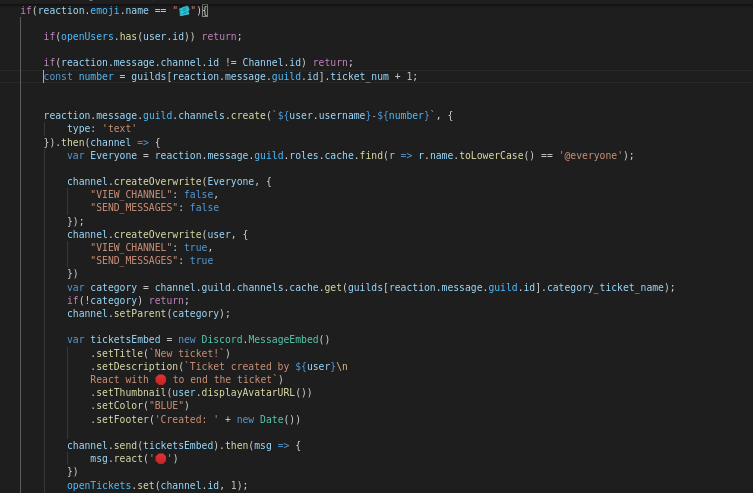 if(reaction.emoji.name == "🎫"){
if(openUsers.has(user.id)) return;
if(reaction.message.channel.id != Channel.id) return;
const number = guilds[reaction.message.guild.id].ticket_num + 1;
reaction.message.guild.channels.create(`${user.username}-${number}`, {
type: 'text'
}).then(channel => {
var Everyone = reaction.message.guild.roles.cache.find(r => r.name.toLowerCase() == '@everyone');
channel.createOverwrite(Everyone, {
"VIEW_CHANNEL": false,
"SEND_MESSAGES": false
});
channel.createOverwrite(user, {
"VIEW_CHANNEL": true,
"SEND_MESSAGES": true
})
var category = channel.guild.channels.cache.get(guilds[reaction.message.guild.id].category_ticket_name);
if(!category) return;
channel.setParent(category);
var ticketsEmbed = new Discord.MessageEmbed()
.setTitle(`New ticket!`)
.setDescription(`Ticket created by ${user}\n
React with 🛑 to end the ticket`)
.setThumbnail(user.displayAvatarURL())
.setColor("BLUE")
.setFooter('Created: ' + new Date())
channel.send(ticketsEmbed).then(msg => {
msg.react('🛑')
})
openTickets.set(channel.id, 1);